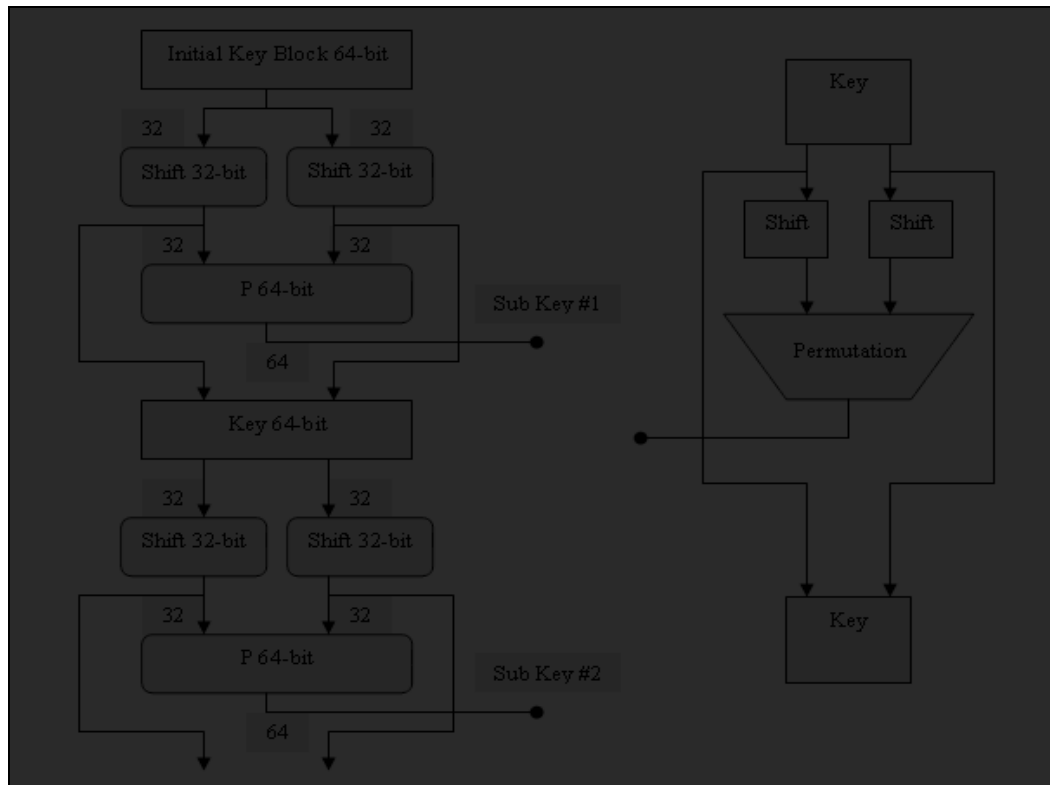 Initial Key Block 64-bit
32 32
Shift 32-bit Shift 32-bit
32 32
P 64-bit
Sub Key #1
64
Key 64-bit
32 32
Shift 32-bit Shift 32-bit
32 32
P 64-bit
Sub Key #2
64
Key
Shift Shift
Permutation
Key